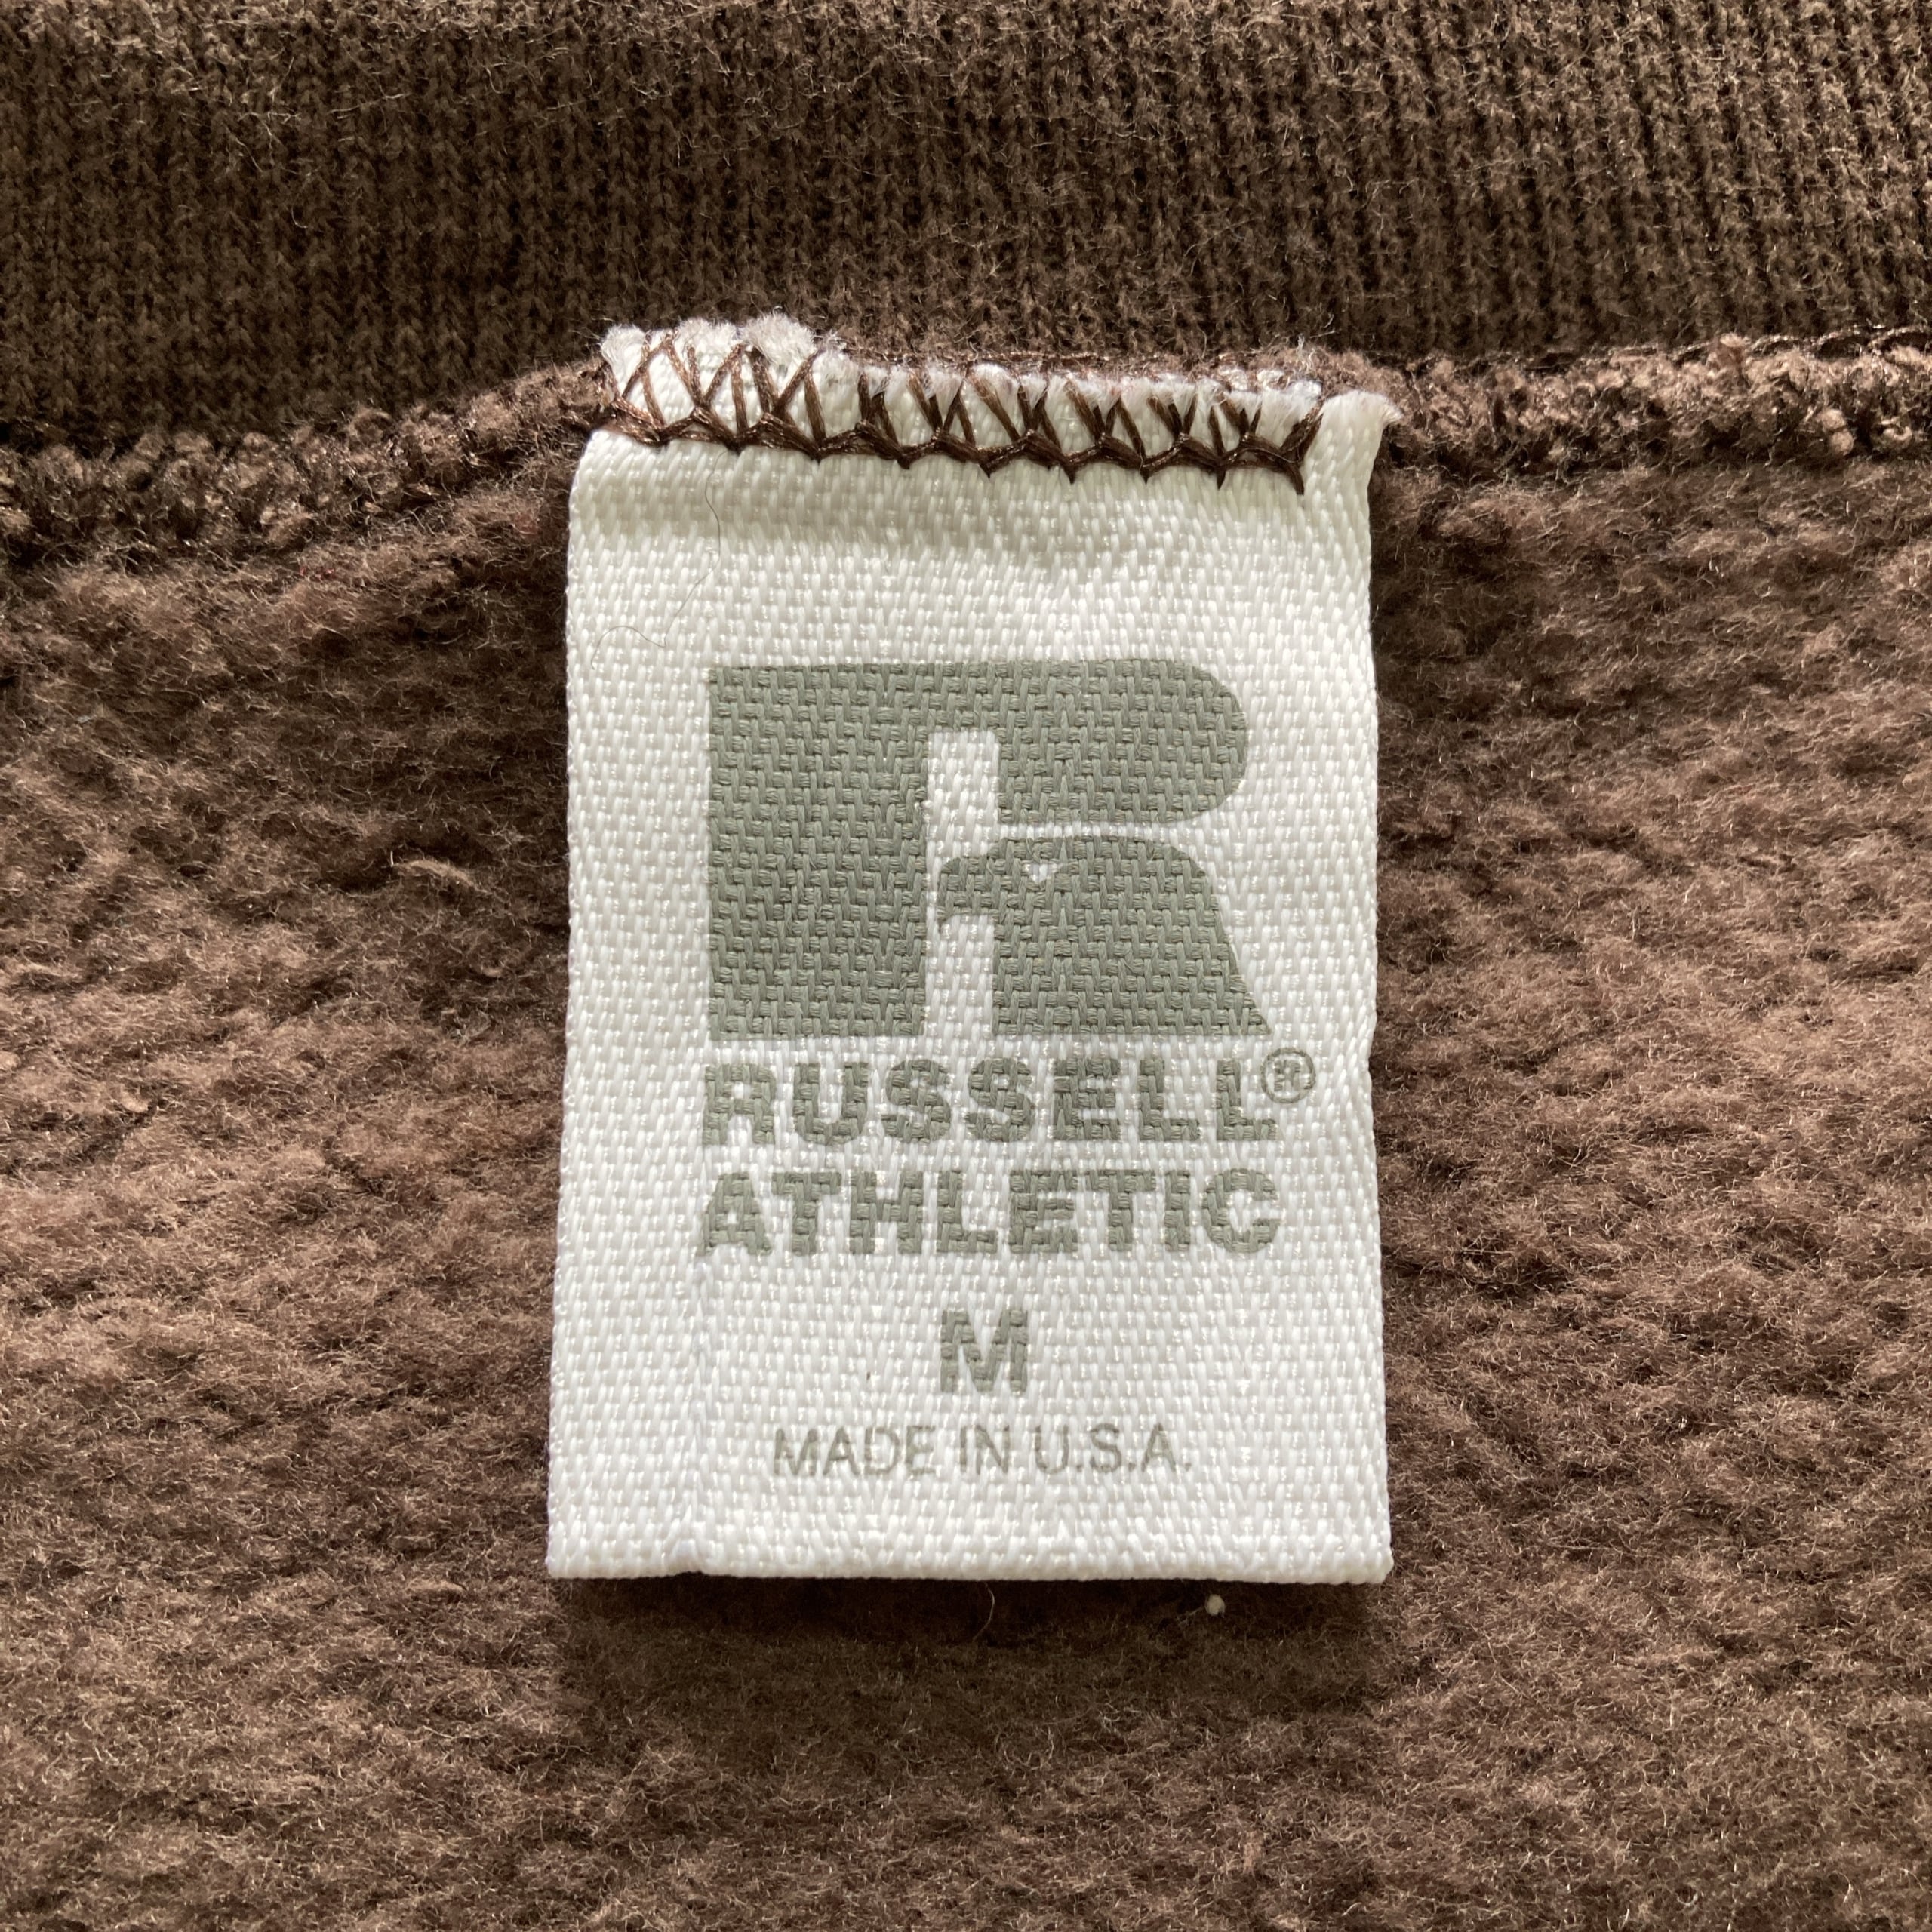 R
RUSSELL®
ATHLETIC
M
MADE IN U.S.A.